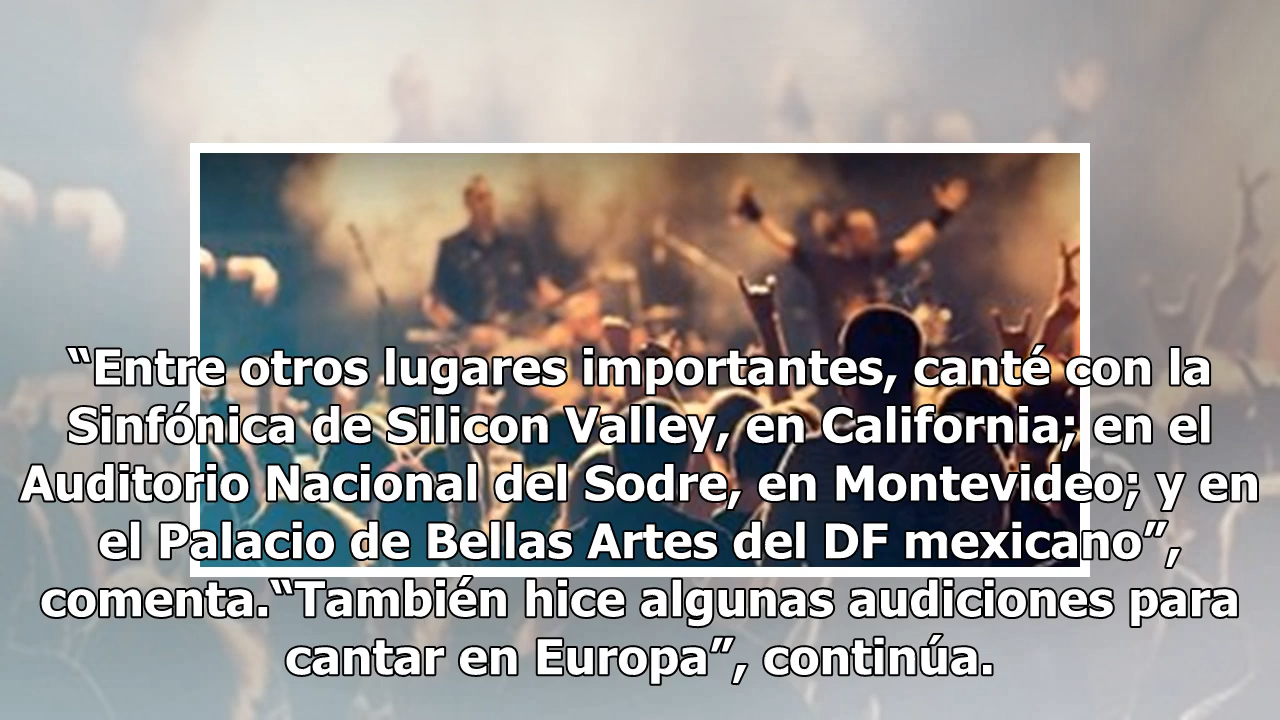 “Entre otros lugares importantes, canté con la
Sinfónica de Silicon Valley, en California; en el
Auditorio Nacional del Sodre, en Montevideo; y en
el Palacio de Bellas Artes del DF mexicano”,
comenta.“También hice algunas audiciones para
cantar en Europa”, continúa.